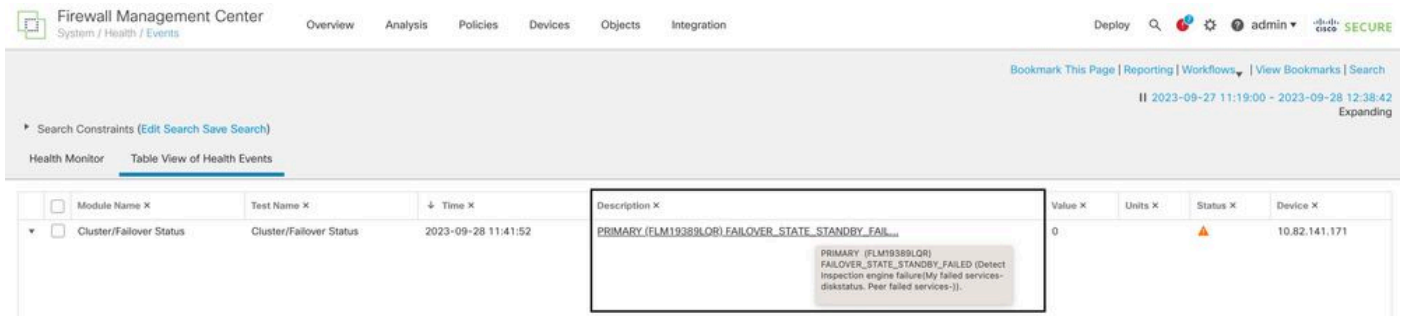 Firewall Management Center
System / Health / Events
Overview Analysis Policies Devices Objects Integration
Deploy admin
cisco SECURE
Bookmark This Page | Reporting | Workflows | View Bookmarks | Search
2023-09-27 11:19:00 - 2023-09-28 12:38:42
Expanding
Search Constraints (Edit Search Save Search)
Health Monitor Table View of Health Events
Module Name × Test Name × Time × Description × Value × Units × Status × Device ×
Cluster/Failover Status Cluster/Failover Status 2023-09-28 11:41:52 PRIMARY (FLM19389LQR) FAILOVER_STATE_STANDBY_FAIL... 0 10.82.141.171
PRIMARY (FLM19389LQR)
FAILOVER_STATE_STANDBY_FAILED (Detect
Inspection engine failure(My failed services-
diskstatus. Peer failed services-)).